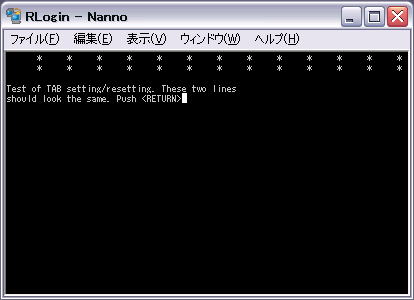 RLogin - Nanno
ファイル(F) 編集(E) 表示(V) ウィンドウ(W) ヘルプ(H)
* * * * * * * * * * * * *
* * * * * * * * * * * * *
Test of TAB setting/resetting. These two lines
should look the same. Push <RETURN>